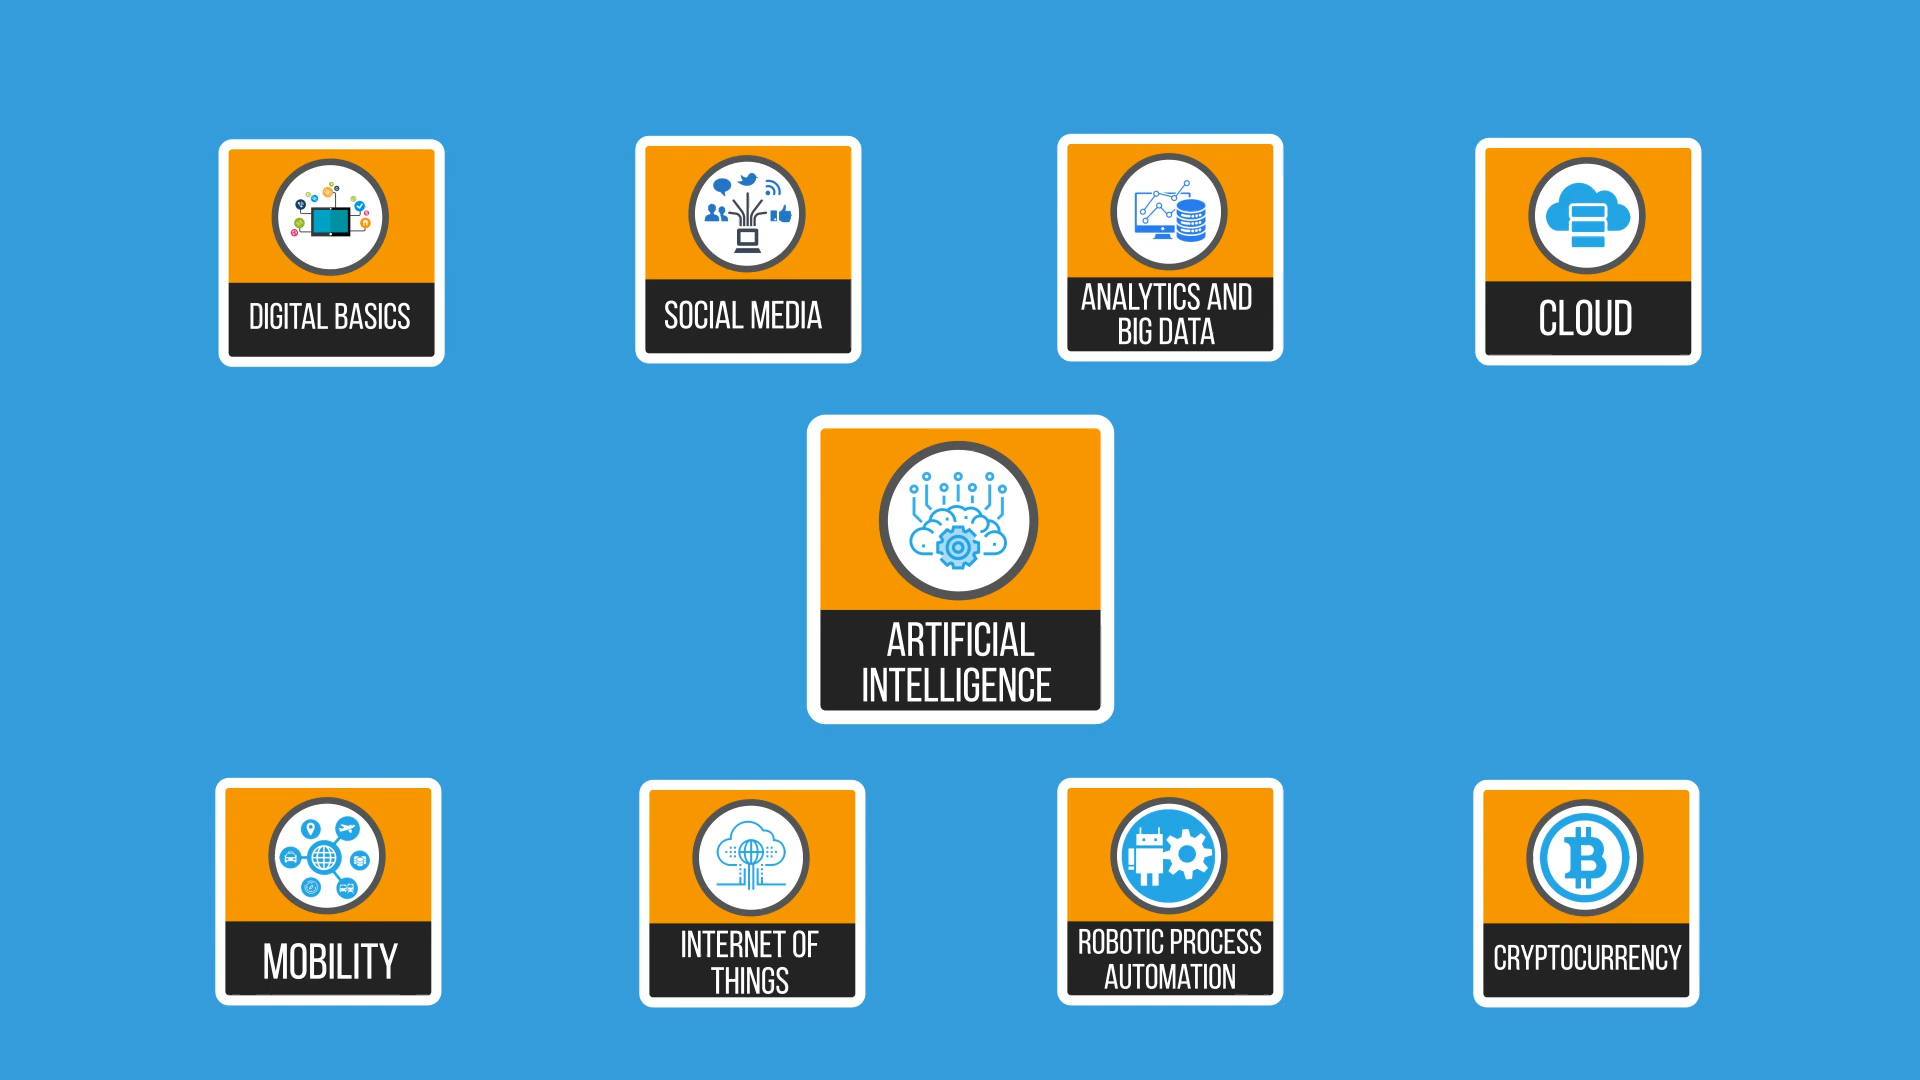 DIGITAL BASICS
SOCIAL MEDIA
ANALYTICS AND
BIG DATA
CLOUD
ARTIFICIAL
INTELLIGENCE
MOBILITY
INTERNET OF
THINGS
ROBOTIC PROCESS
AUTOMATION
CRYPTOCURRENCY